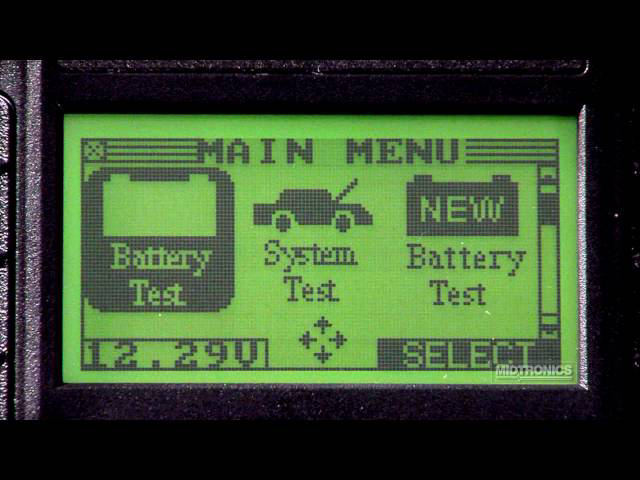 MAIN MENU
NEW
Battery Test
System Test
Battery Test
12.29V
SELECT
MIDTRONICS